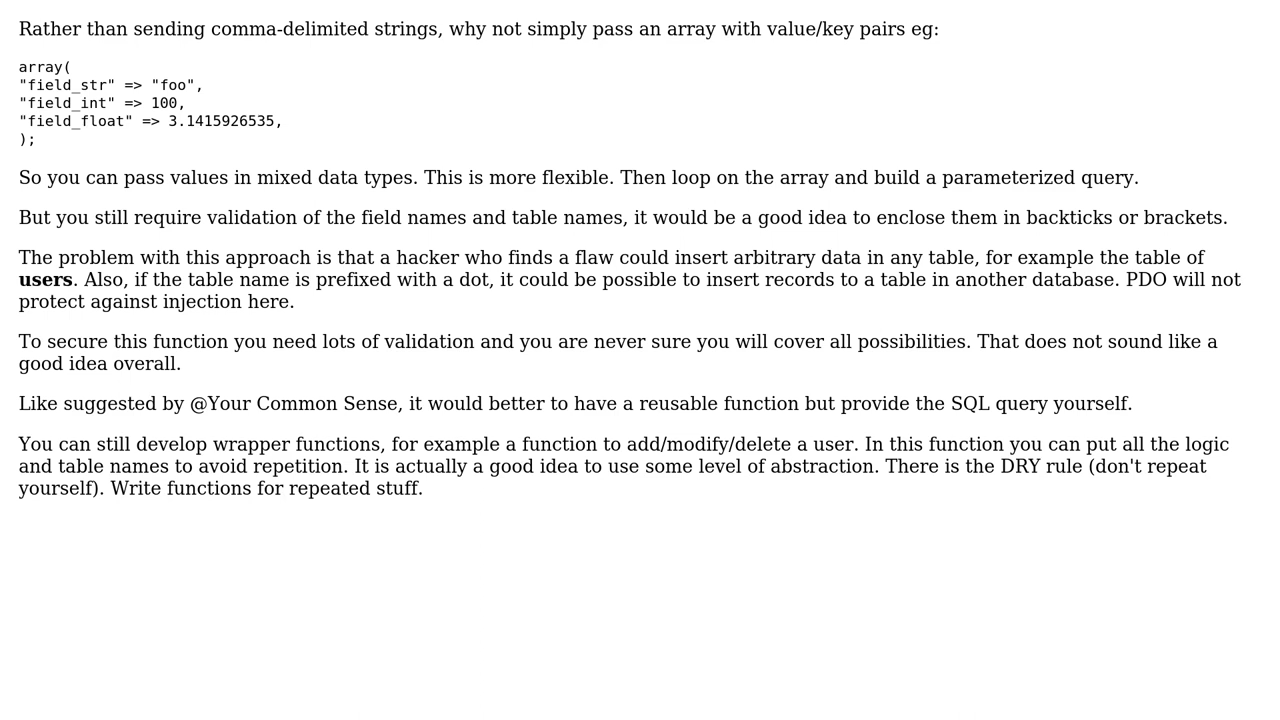 Rather than sending comma-delimited strings, why not simply pass an array with value/key pairs eg:
array(
"field_str" => "foo",
"field_int" => 100,
"field_float" => 3.1415926535,
);
So you can pass values in mixed data types. This is more flexible. Then loop on the array and build a parameterized query.
But you still require validation of the field names and table names, it would be a good idea to enclose them in backticks or brackets.
The problem with this approach is that a hacker who finds a flaw could insert arbitrary data in any table, for example the table of
users. Also, if the table name is prefixed with a dot, it could be possible to insert records to a table in another database. PDO will not
protect against injection here.
To secure this function you need lots of validation and you are never sure you will cover all possibilities. That does not sound like a
good idea overall.
Like suggested by @Your Common Sense, it would better to have a reusable function but provide the SQL query yourself.
You can still develop wrapper functions, for example a function to add/modify/delete a user. In this function you can put all the logic
and table names to avoid repetition. It is actually a good idea to use some level of abstraction. There is the DRY rule (don't repeat
yourself). Write functions for repeated stuff.